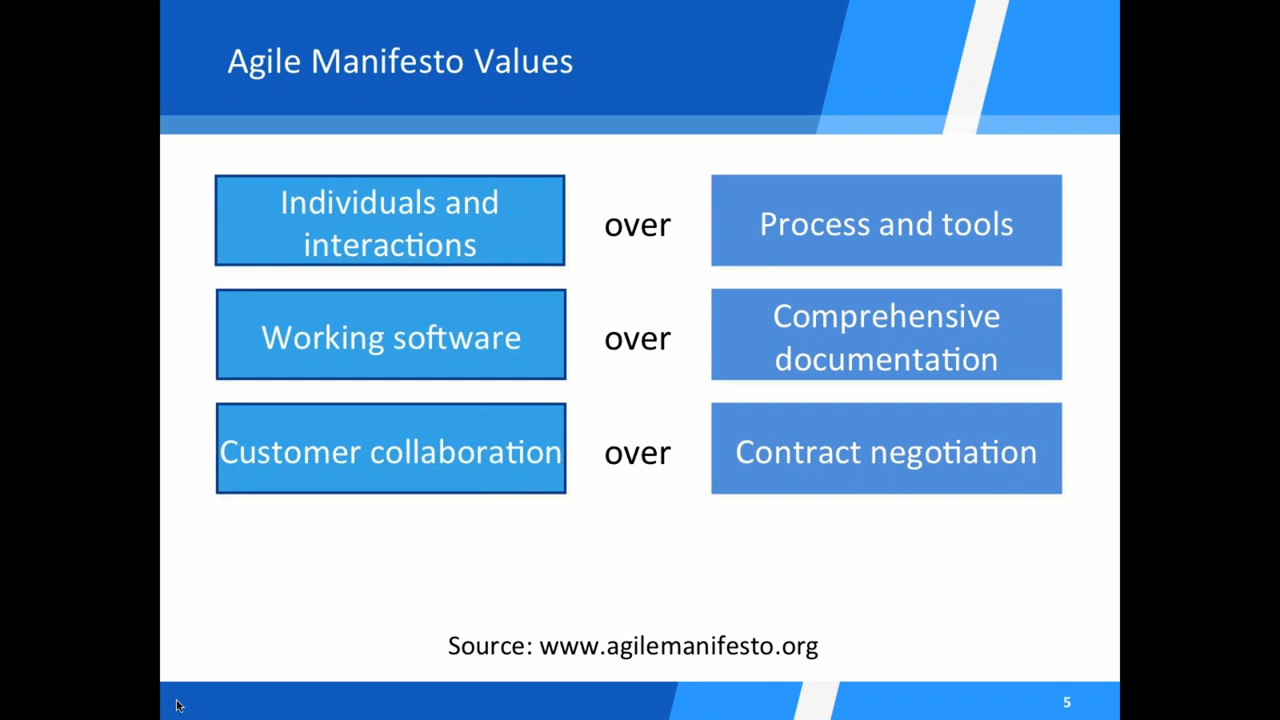 Agile Manifesto Values
Individuals and
interactions
over
Process and tools
Working software
over
Comprehensive
documentation
Customer collaboration
over
Contract negotiation
Source: www.agilemanifesto.org
5